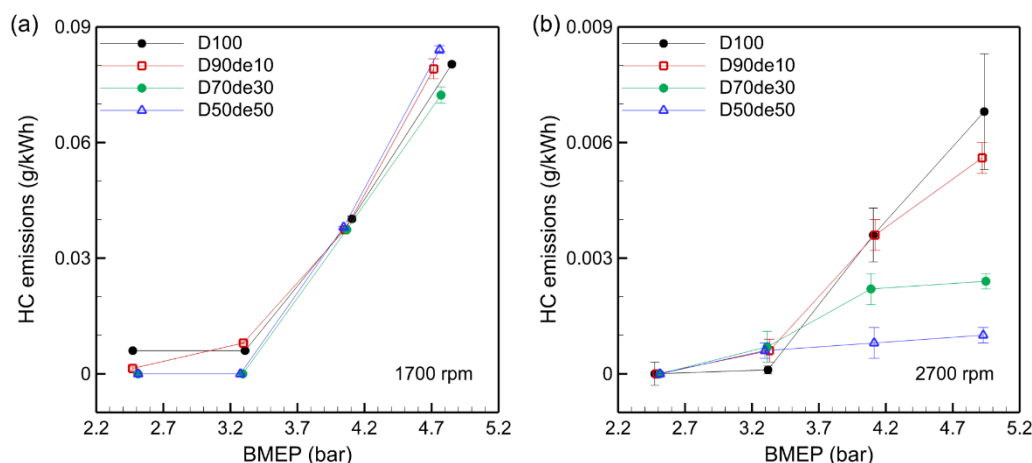 (a)
HC emissions (g/kWh)
0.09
0.06
0.03
0
D100
D90de10
D70de30
D50de50
1700 rpm
2.2 2.7 3.2 3.7 4.2 4.7 5.2
BMEP (bar)
(b)
HC emissions (g/kWh)
0.009
0.006
0.003
0
D100
D90de10
D70de30
D50de50
2700 rpm
2.2 2.7 3.2 3.7 4.2 4.7 5.2
BMEP (bar)